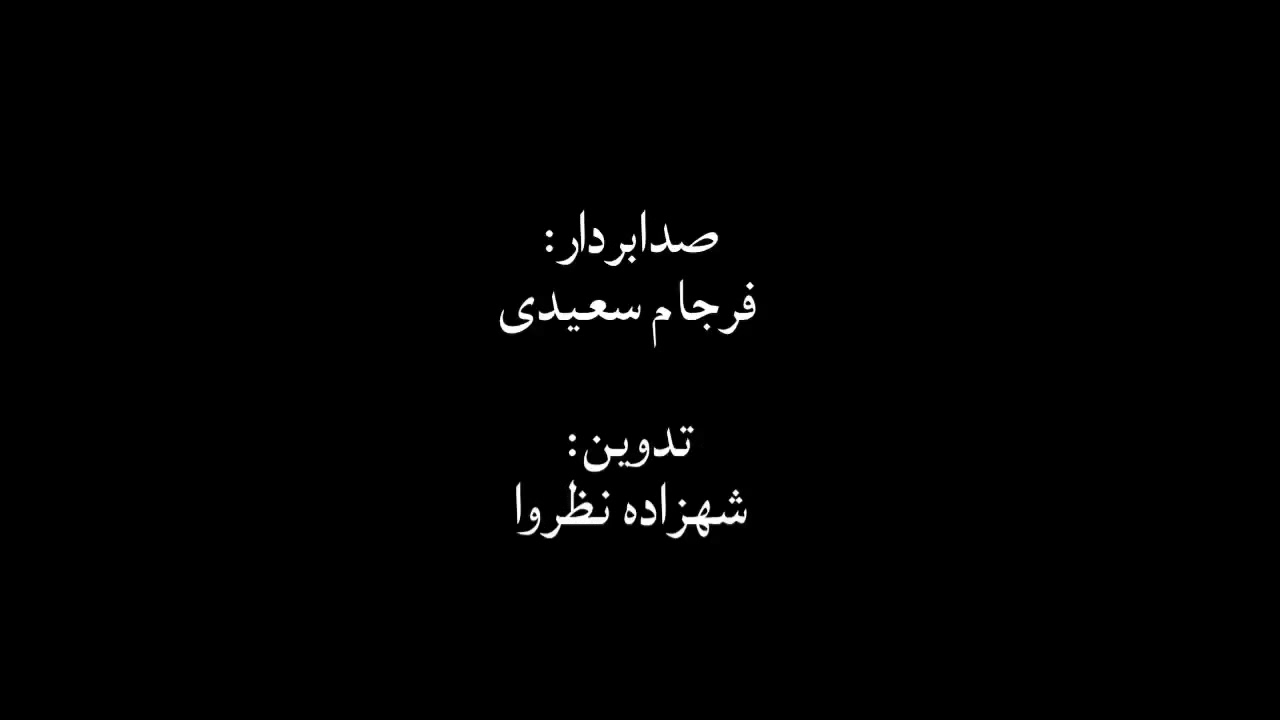 صدابردار:
فرجام سعیدی
تدوین:
شهزاده نظروا